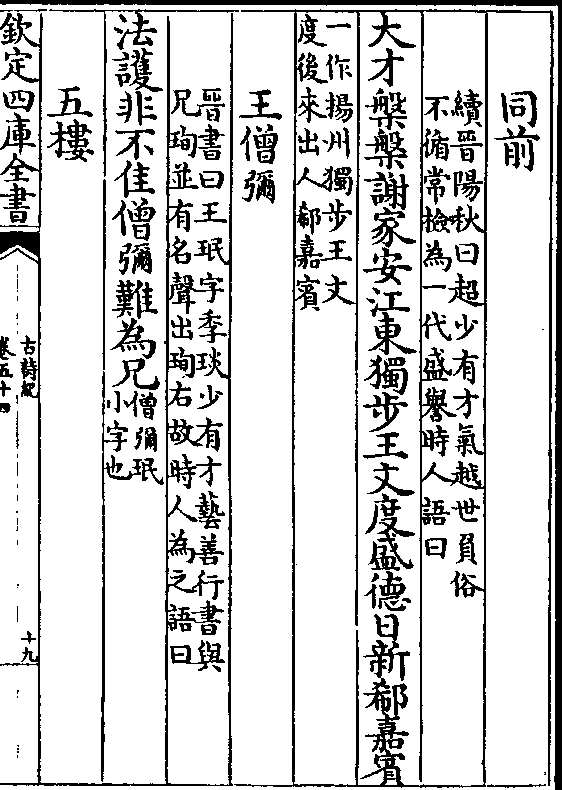 同前
續晉陽秋曰超少有才氣越世負俗
不循常檢為一代盛譽時人語曰
大才槃槃謝家安江東獨步王文度盛德日新郗嘉賓
一作揚州獨步王文
度後來出人郗嘉賓
王僧彌
晉書曰王珉字季琰少有才藝善行書與
兄珣並有名聲出珣右故時人為之語曰
法護非不佳僧彌難為兄僧彌珉
小字也
五樓
欽定四庫全書
古詩紀
卷五十四
十九